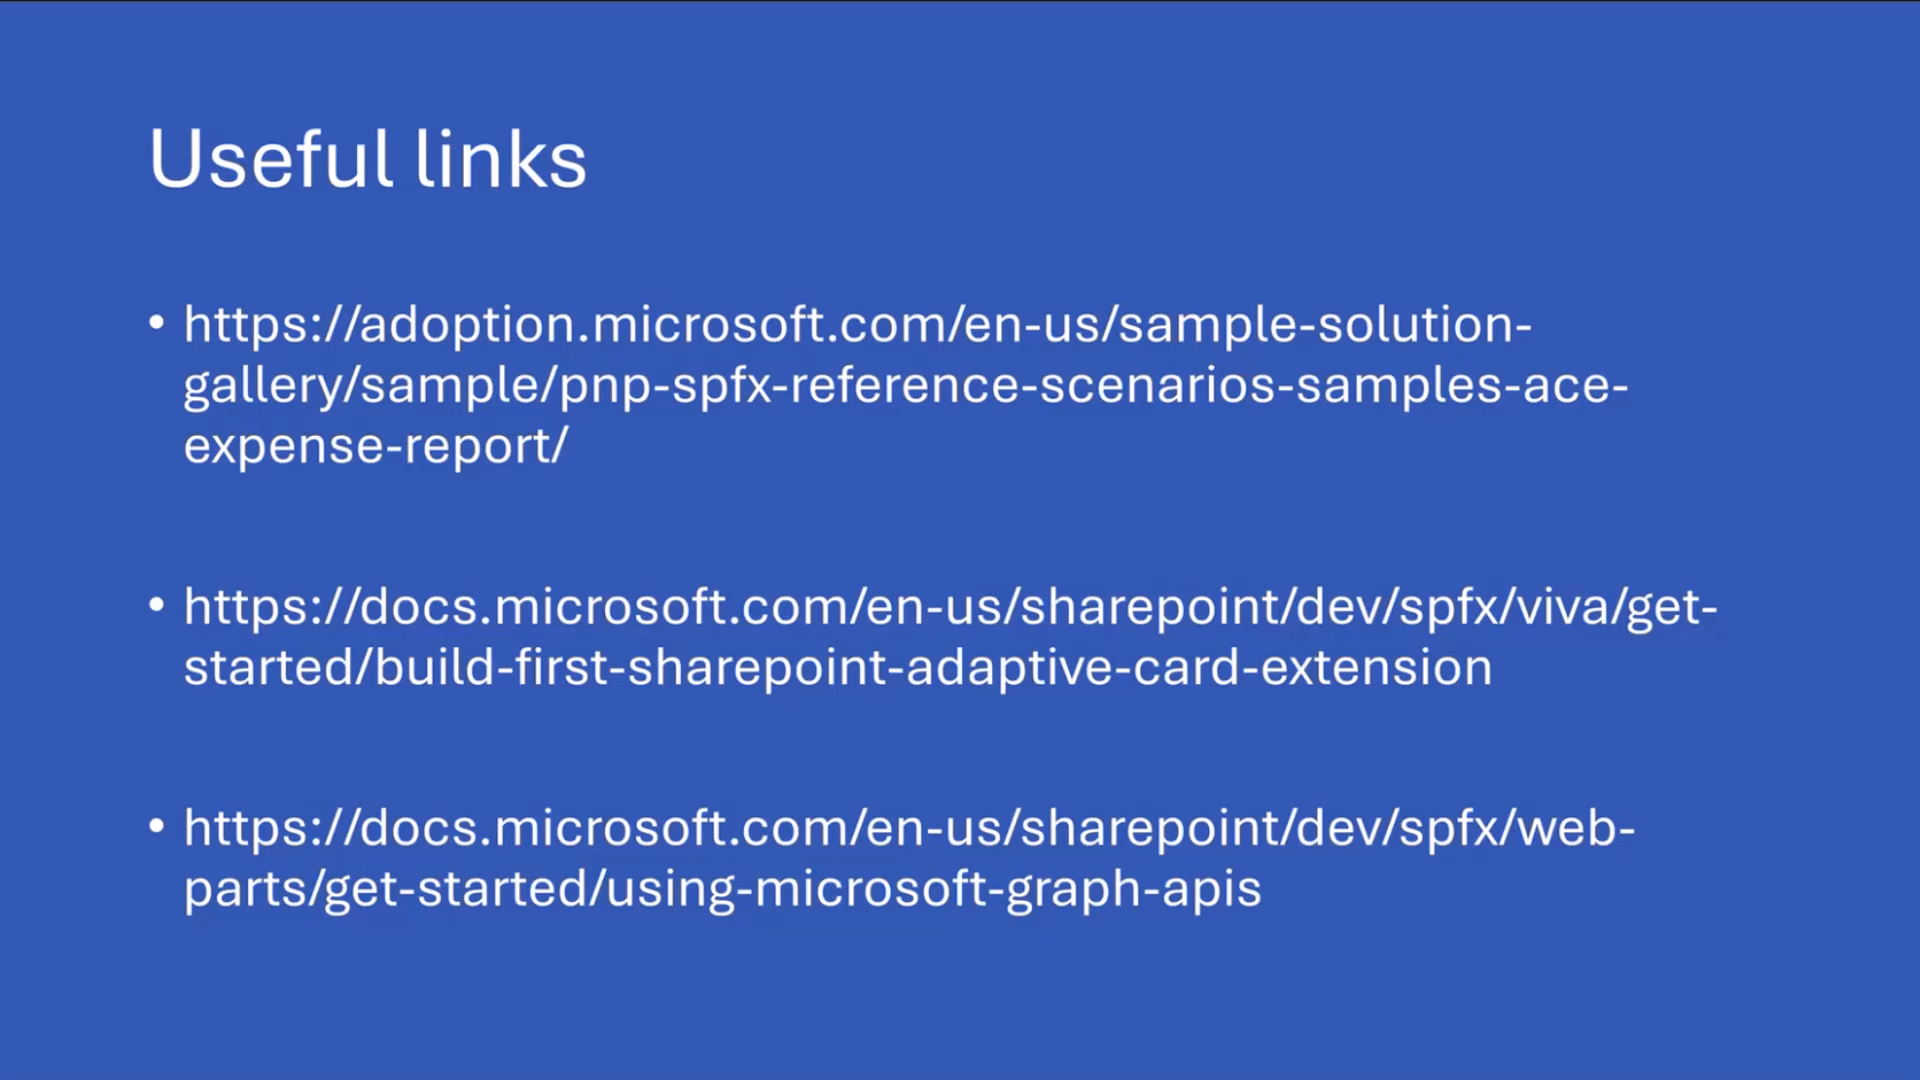 Useful links
• https://adoption.microsoft.com/en-us/sample-solution-
gallery/sample/pnp-spfx-reference-scenarios-samples-ace-
expense-report/
• https://docs.microsoft.com/en-us/sharepoint/dev/spfx/viva/get-
started/build-first-sharepoint-adaptive-card-extension
• https://docs.microsoft.com/en-us/sharepoint/dev/spfx/web-
parts/get-started/using-microsoft-graph-apis